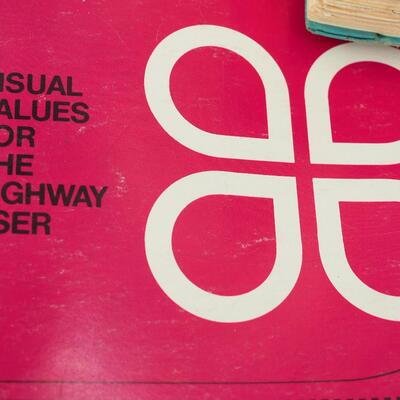 ISUAL
ALUES
OR
HE
GHWAY
SER